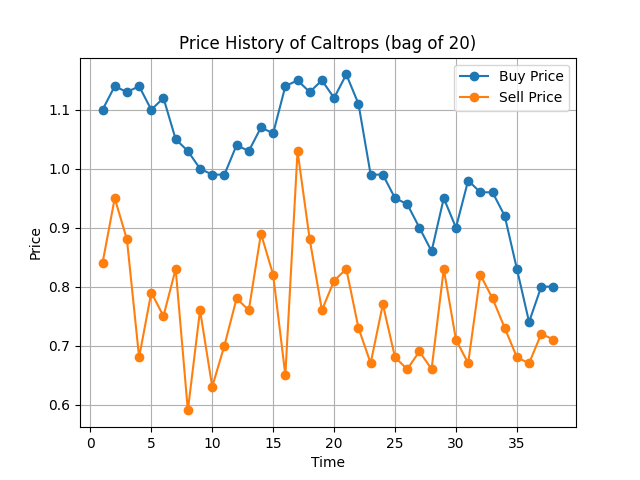 Price History of Caltrops (bag of 20)
Buy Price
Sell Price
Price
1.1
1.0
0.9
0.8
0.7
0.6
0 5 10 15 20 25 30 35
Time